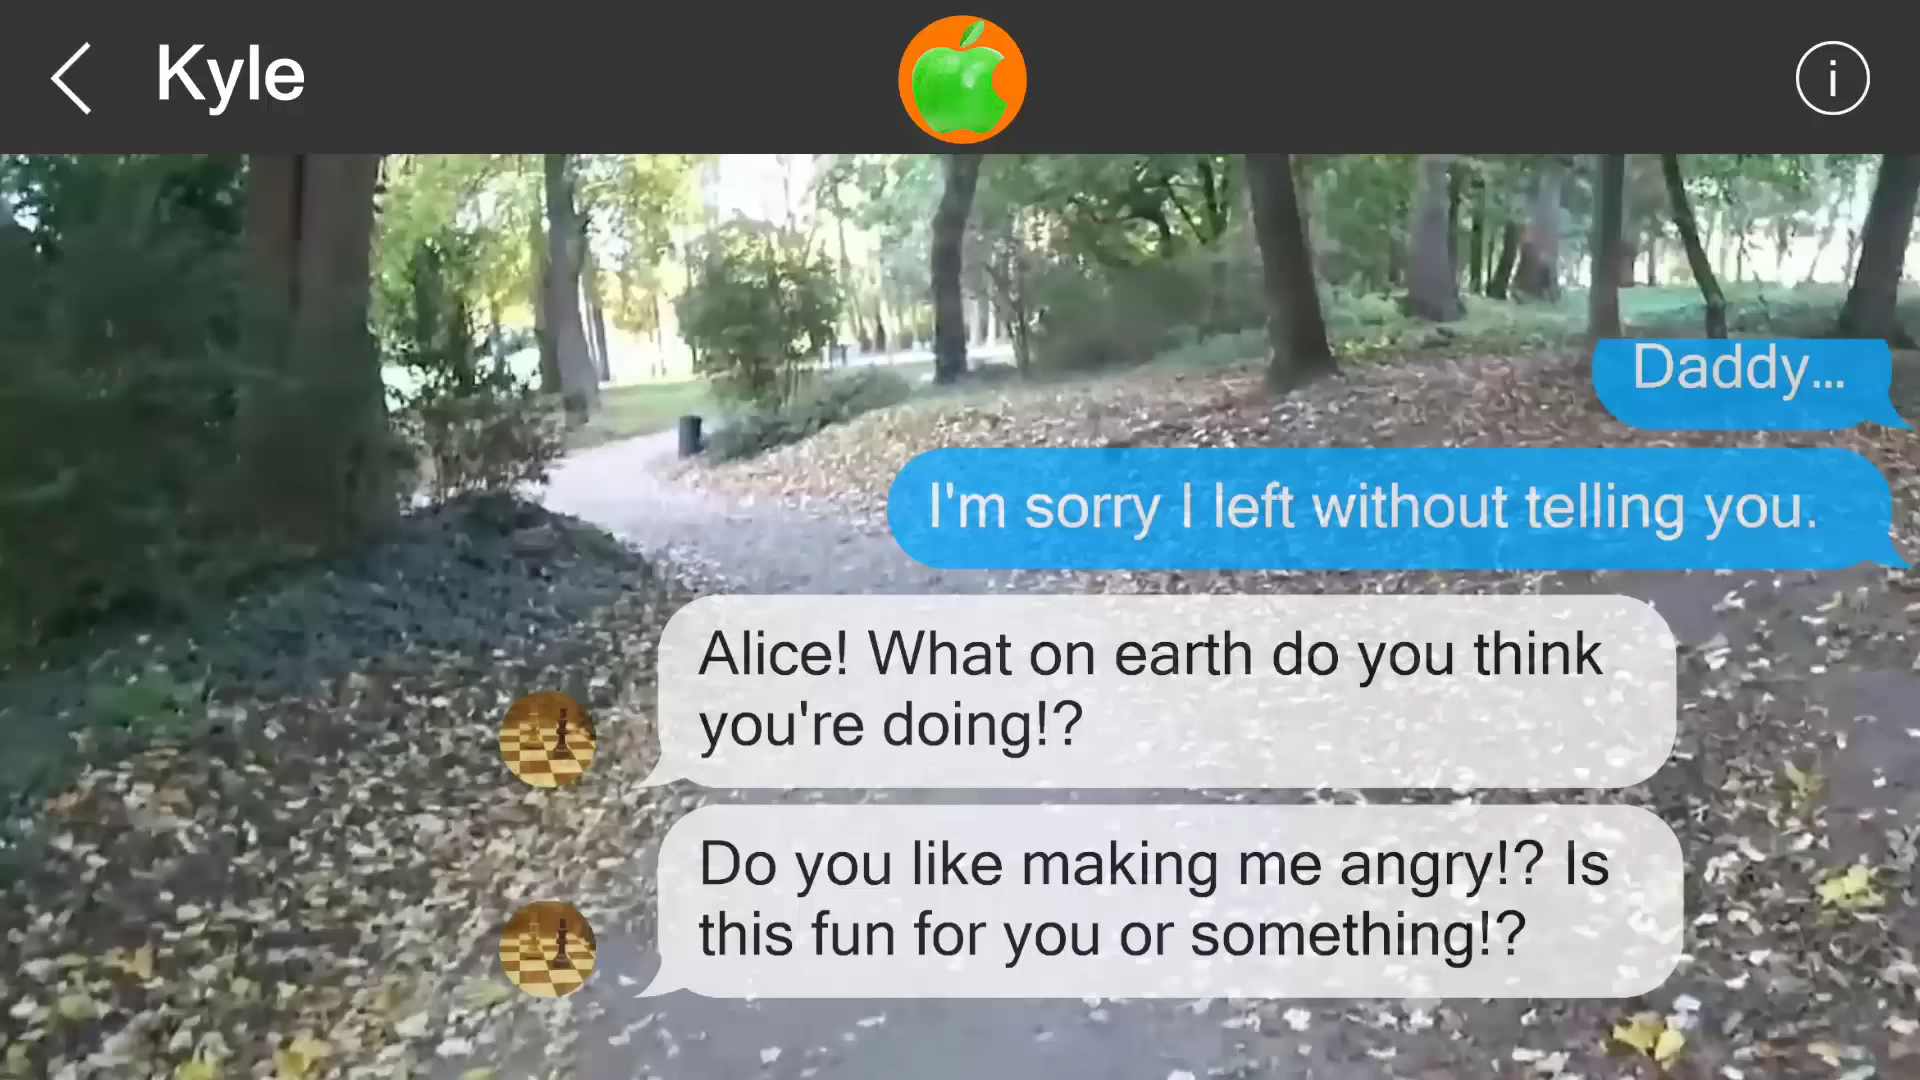 Kyle
Daddy...
I'm sorry I left without telling you.
Alice! What on earth do you think
you're doing!?
Do you like making me angry!? Is
this fun for you or something!?